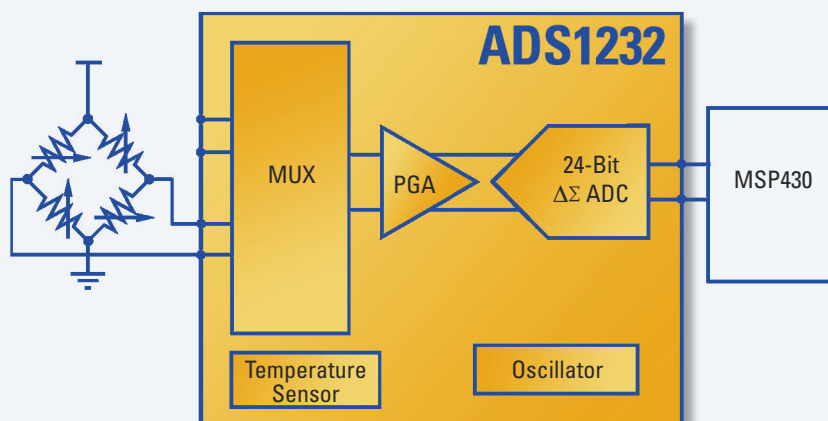 ADS1232
MUX
PGA
24-Bit
ΔΣ ADC
MSP430
Temperature
Sensor
Oscillator